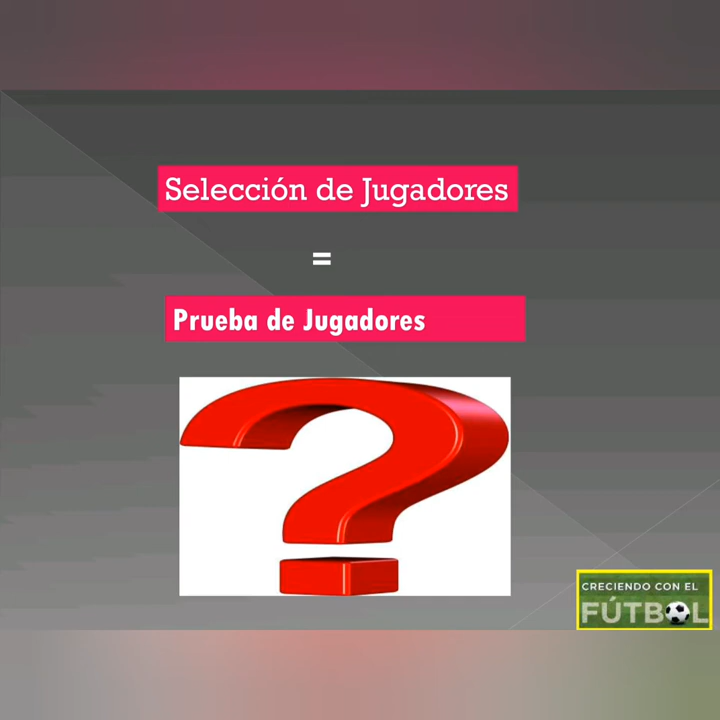 Selección de Jugadores
=
Prueba de Jugadores
?
CRECIENDO CON EL
FÚTBOL